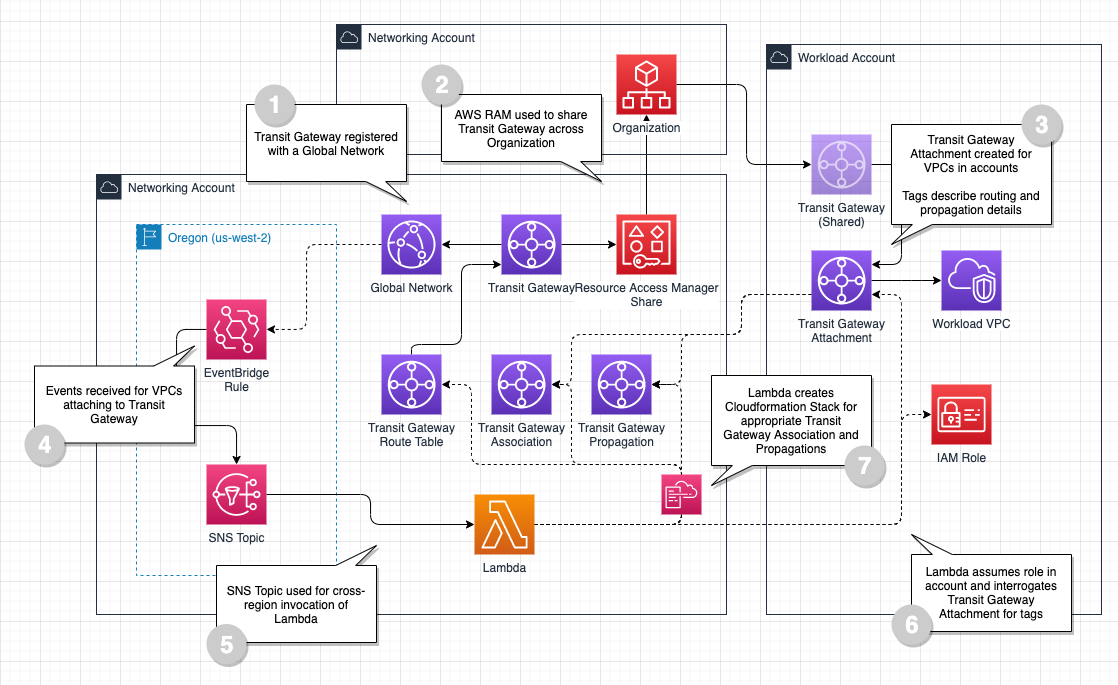 Networking Account
Workload Account
1
Transit Gateway registered
with a Global Network
2
AWS RAM used to share
Transit Gateway across
Organization
Organization
3
Transit Gateway
Attachment created for
VPCs in accounts
Tags describe routing and
propagation details
Transit Gateway
(Shared)
Networking Account
Oregon (us-west-2)
Global Network
Transit Gateway
Resource Access Manager
Share
Transit Gateway
Attachment
Workload VPC
EventBridge
Rule
Events received for VPCs
attaching to Transit
Gateway
4
Transit Gateway
Route Table
Transit Gateway
Association
Transit Gateway
Propagation
Lambda creates
Cloudformation Stack for
appropriate Transit
Gateway Association and
Propagations
7
IAM Role
SNS Topic
Lambda
SNS Topic used for cross-
region invocation of
Lambda
5
Lambda assumes role in
account and interrogates
Transit Gateway
Attachment for tags
6